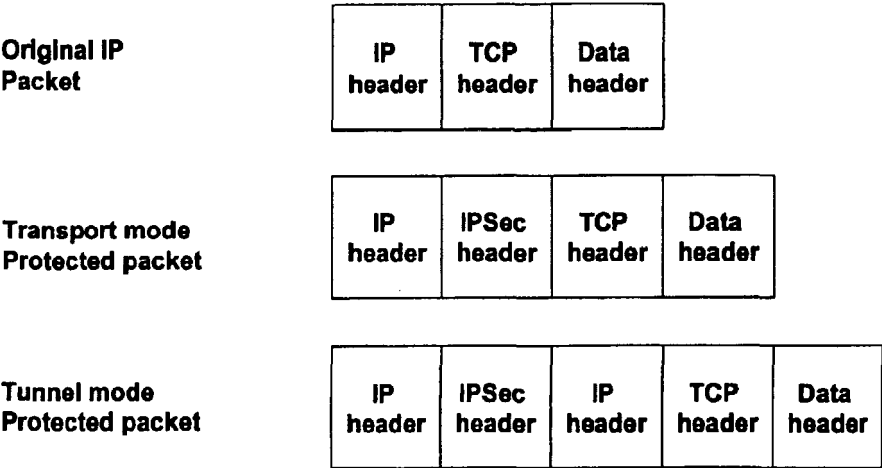 Original IP
Packet
IP
header
TCP
header
Data
header
Transport mode
Protected packet
IP
header
IPSec
header
TCP
header
Data
header
Tunnel mode
Protected packet
IP
header
IPSec
header
IP
header
TCP
header
Data
header